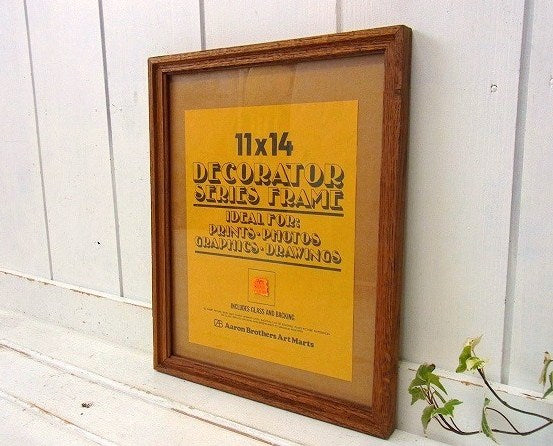 11x14
DECORATOR
SERIES FRAME
IDEAL FOR:
PRINTS•PHOTOS
GRAPHICS•DRAWINGS
INCLUDES GLASS AND BACKING
Aaron Brothers Art Marts